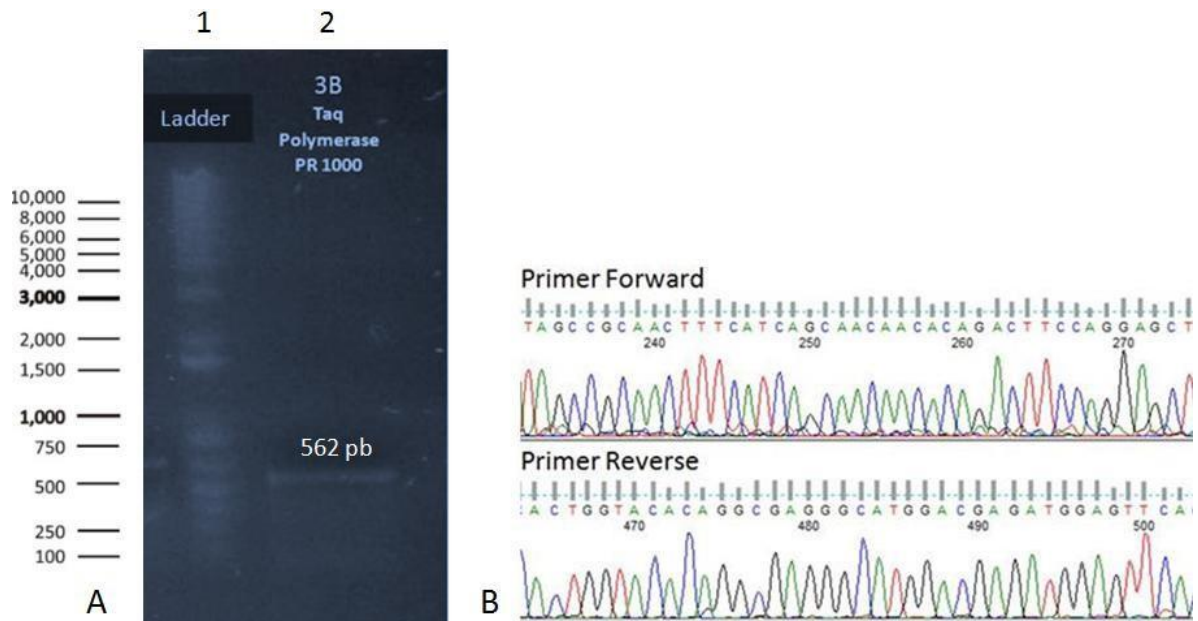 1 2
Ladder
3B
Taq
Polymerase
PR 1000
10,000
8,000
6,000
5,000
4,000
3,000
2,000
1,500
1,000
750
500
250
100
562 pb
A
Primer Forward
T A G C C G C A A C T T T C A T C A G C A A C A A C A C A G A C T T C C A G G A G C T
240 250 260 270
Primer Reverse
A C T G G T A C A C A G G C G A G G G C A T G G A C G A G A T G G A G T T C A
470 480 490 500
B